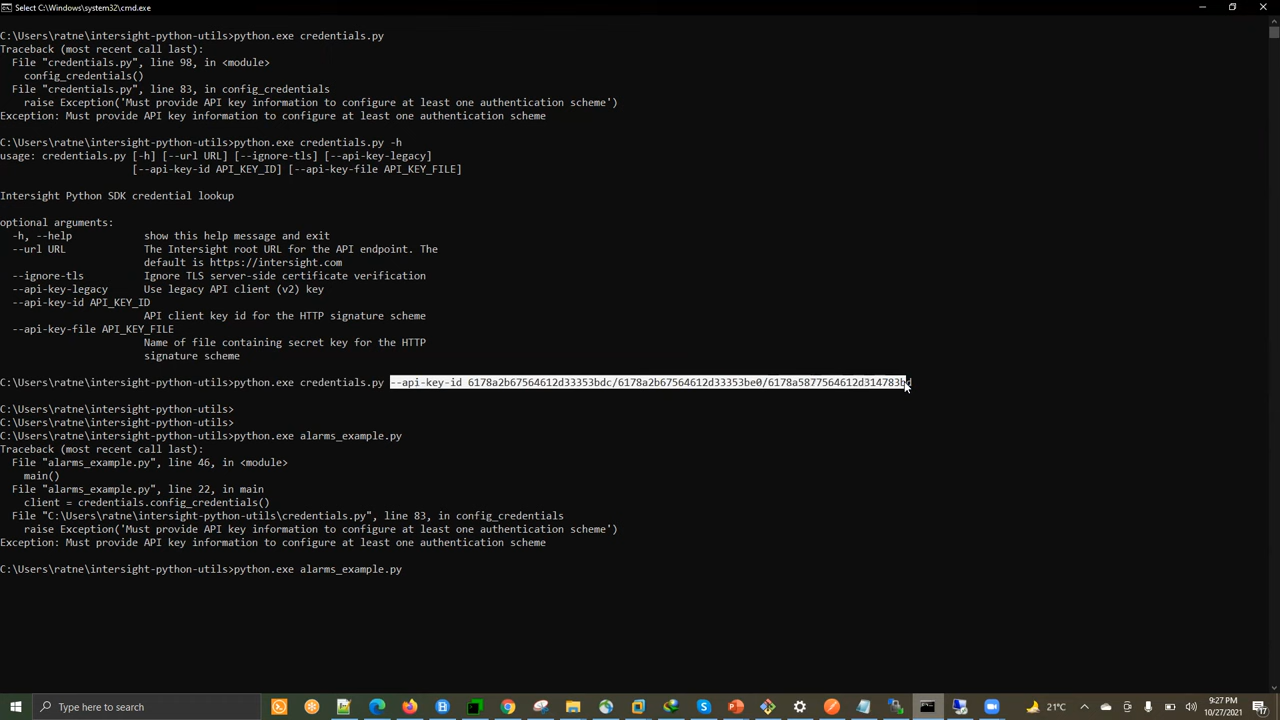 Select C:\Windows\system32\cmd.exe
C:\Users\ratne\intersight-python-utils>python.exe credentials.py
Traceback (most recent call last):
  File "credentials.py", line 98, in <module>
    config_credentials()
  File "credentials.py", line 83, in config_credentials
    raise Exception('Must provide API key information to configure at least one authentication scheme')
Exception: Must provide API key information to configure at least one authentication scheme
C:\Users\ratne\intersight-python-utils>python.exe credentials.py -h
usage: credentials.py [-h] [--url URL] [--ignore-tls] [--api-key-legacy]
                      [--api-key-id API_KEY_ID] [--api-key-file API_KEY_FILE]
Intersight Python SDK credential lookup
optional arguments:
  -h, --help            show this help message and exit
  --url URL             The Intersight root URL for the API endpoint. The
                        default is https://intersight.com
  --ignore-tls          Ignore TLS server-side certificate verification
  --api-key-legacy      Use legacy API client (v2) key
  --api-key-id API_KEY_ID
                        API client key id for the HTTP signature scheme
  --api-key-file API_KEY_FILE
                        Name of file containing secret key for the HTTP
                        signature scheme
C:\Users\ratne\intersight-python-utils>python.exe credentials.py --api-key-id 6178a2b67564612d33353bdc/6178a2b67564612d33353be0/6178a5877564612d314783bd
C:\Users\ratne\intersight-python-utils>
C:\Users\ratne\intersight-python-utils>
C:\Users\ratne\intersight-python-utils>python.exe alarms_example.py
Traceback (most recent call last):
  File "alarms_example.py", line 46, in <module>
    main()
  File "alarms_example.py", line 22, in main
    client = credentials.config_credentials()
  File "C:\Users\ratne\intersight-python-utils\credentials.py", line 83, in config_credentials
    raise Exception('Must provide API key information to configure at least one authentication scheme')
Exception: Must provide API key information to configure at least one authentication scheme
C:\Users\ratne\intersight-python-utils>python.exe alarms_example.py
Type here to search
21°C
9:27 PM
10/27/2021